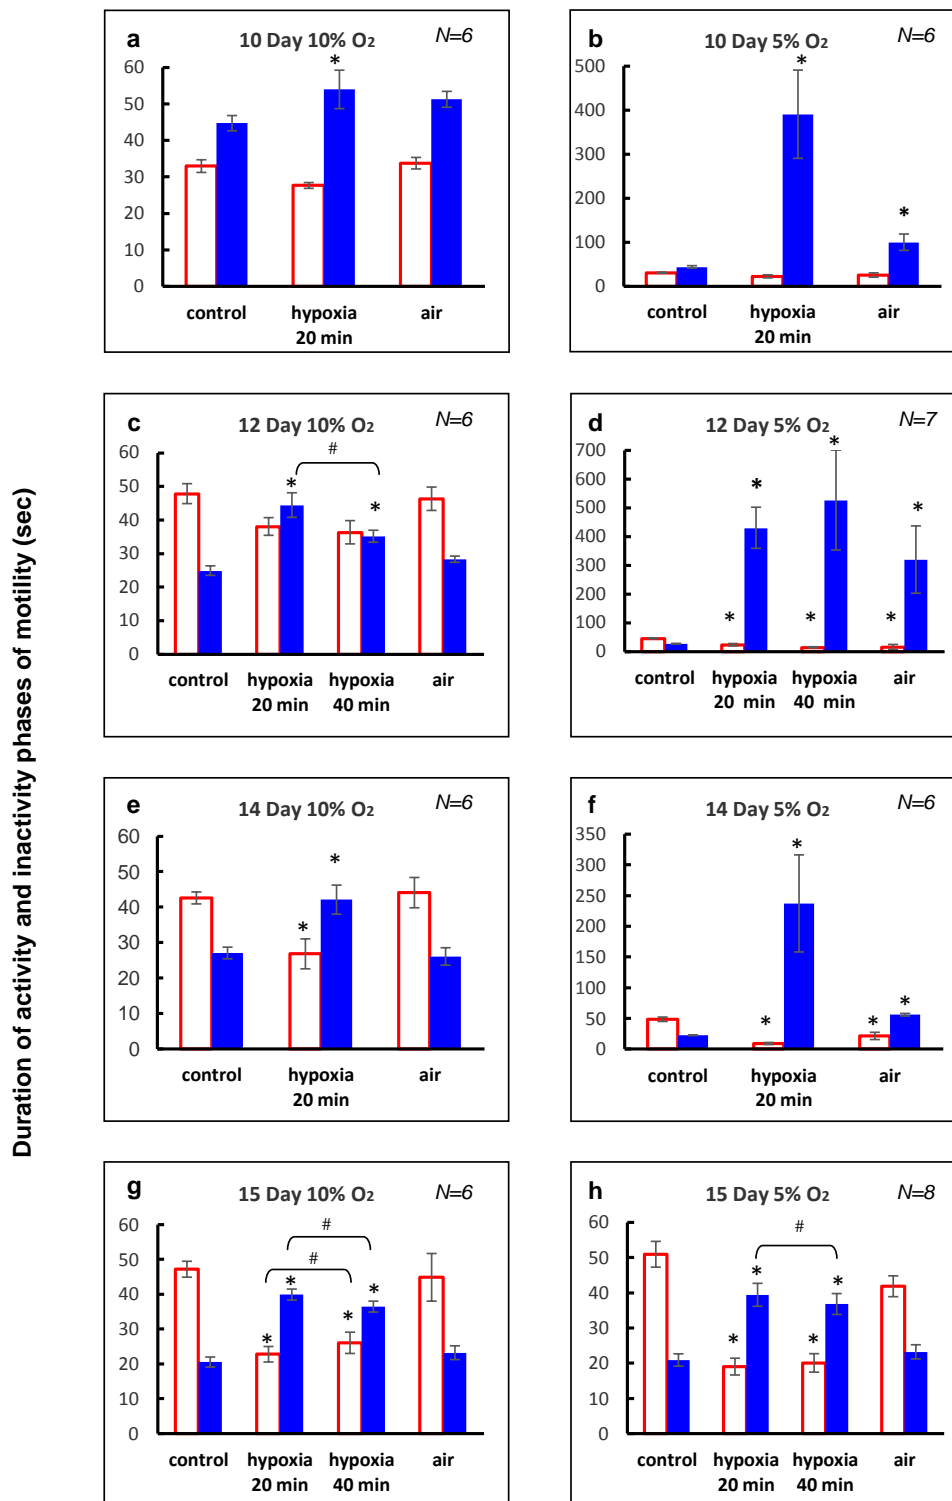 Duration of activity and inactivity phases of motility (sec)
a
10 Day 10% O2
N=6
60
50
40
30
20
10
0
*
control
hypoxia
20 min
air
b
10 Day 5% O2
N=6
500
400
300
200
100
0
*
*
control
hypoxia
20 min
air
c
12 Day 10% O2
N=6
60
50
40
30
20
10
0
#
*
*
control
hypoxia
20 min
hypoxia
40 min
air
d
12 Day 5% O2
N=7
700
600
500
400
300
200
100
0
*
*
*
*
*
*
control
hypoxia
20 min
hypoxia
40 min
air
e
14 Day 10% O2
N=6
60
50
40
30
20
10
0
*
*
control
hypoxia
20 min
air
f
14 Day 5% O2
N=6
350
300
250
200
150
100
50
0
*
*
*
*
control
hypoxia
20 min
air
g
15 Day 10% O2
N=6
60
50
40
30
20
10
0
#
#
*
*
*
*
control
hypoxia
20 min
hypoxia
40 min
air
h
15 Day 5% O2
N=8
60
50
40
30
20
10
0
#
*
*
*
*
control
hypoxia
20 min
hypoxia
40 min
air